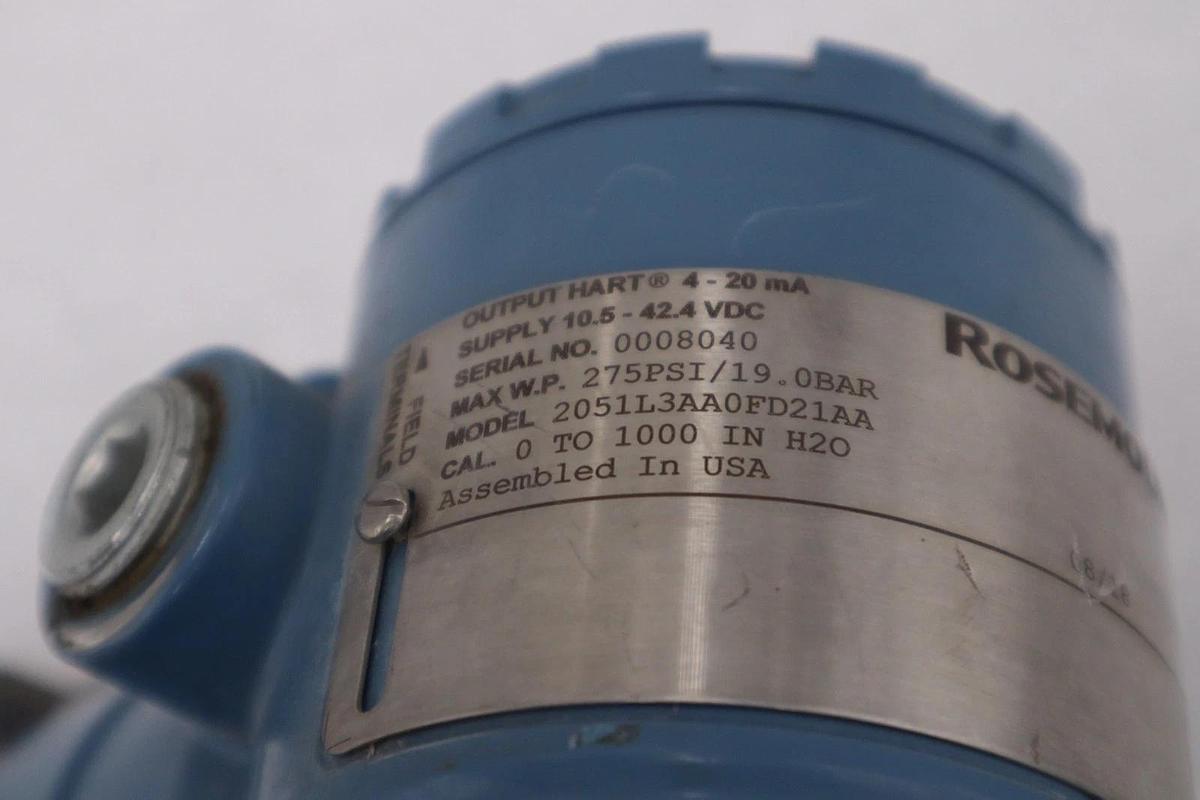 OUTPUT HART® 4 - 20 mA
SUPPLY 10.5 - 42.4 VDC
SERIAL NO. 0008040
MAX W.P. 275PSI/19.0BAR
MODEL 2051L3AA0FD21AA
CAL. 0 TO 1000 IN H2O
Assembled In USA
FIELD
TERMINALS
ROSEMO